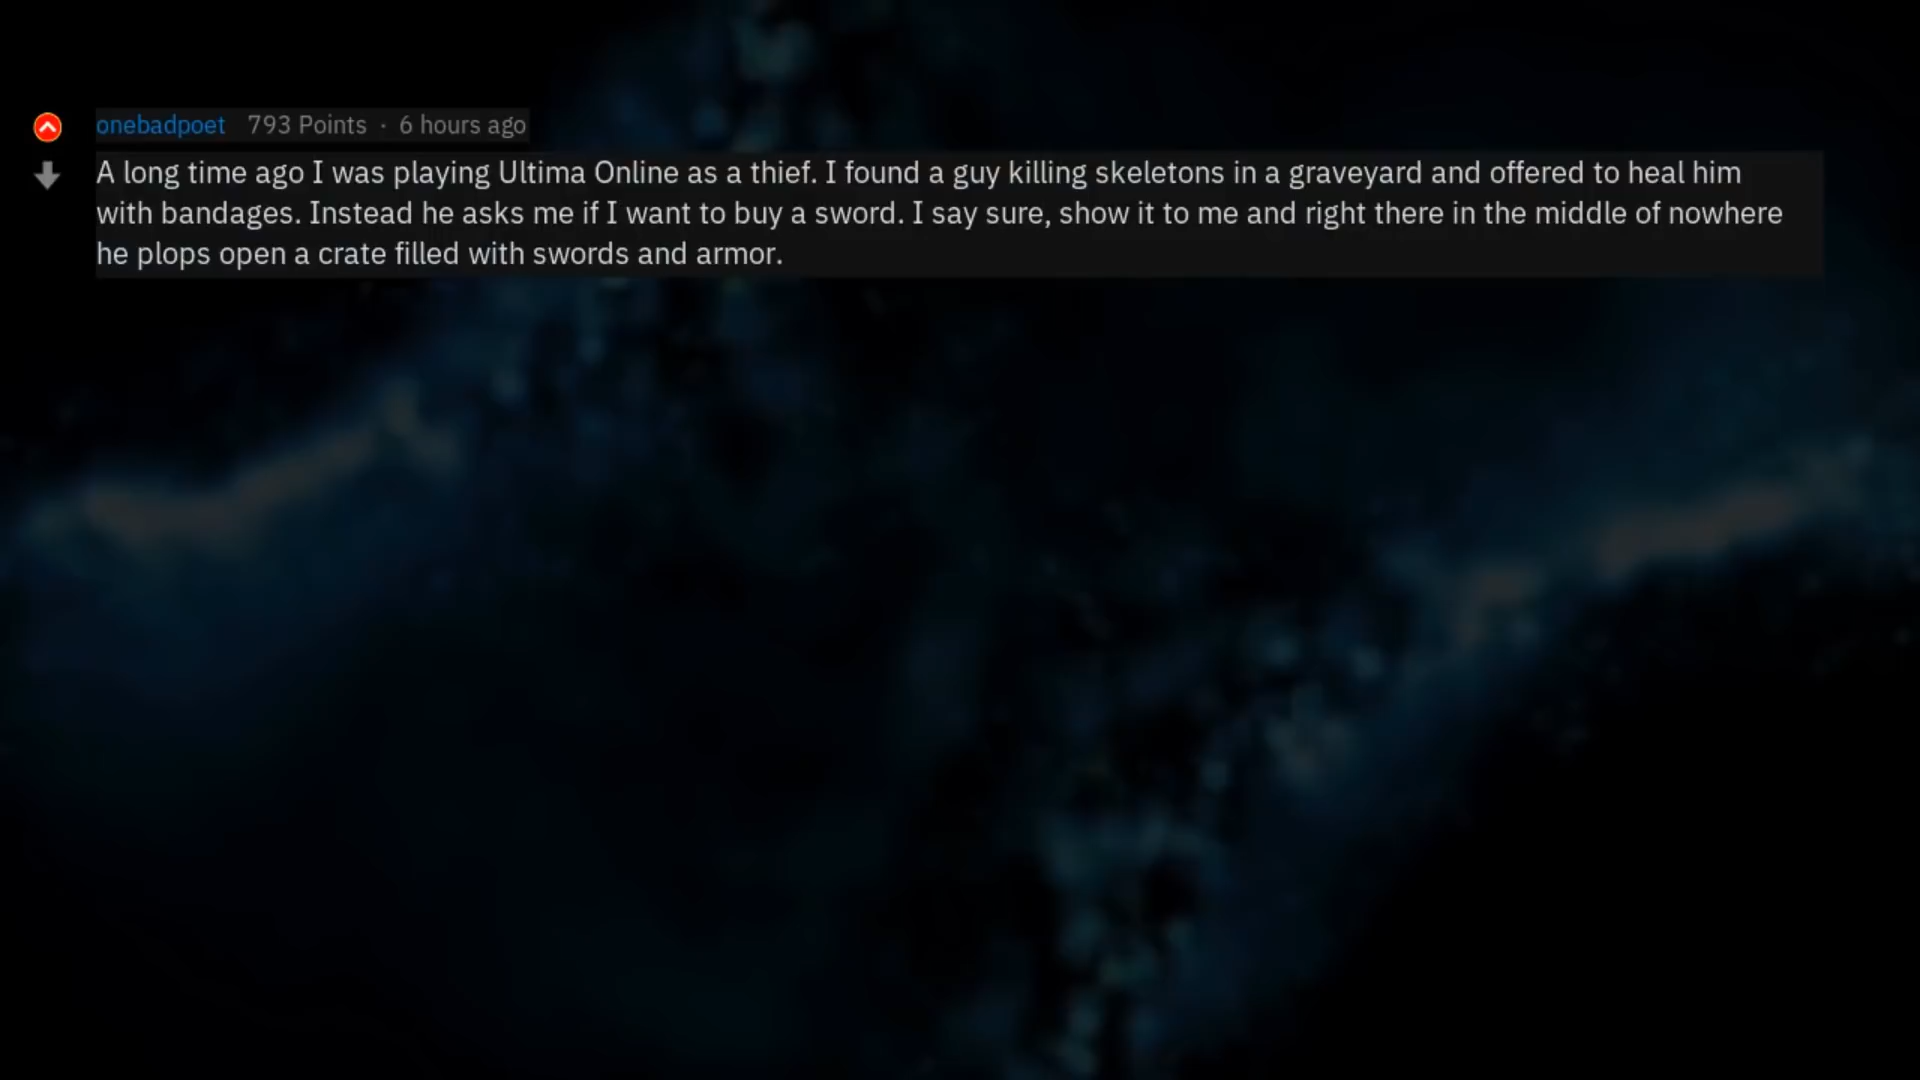 onebadpoet 793 Points · 6 hours ago
A long time ago I was playing Ultima Online as a thief. I found a guy killing skeletons in a graveyard and offered to heal him
with bandages. Instead he asks me if I want to buy a sword. I say sure, show it to me and right there in the middle of nowhere
he plops open a crate filled with swords and armor.